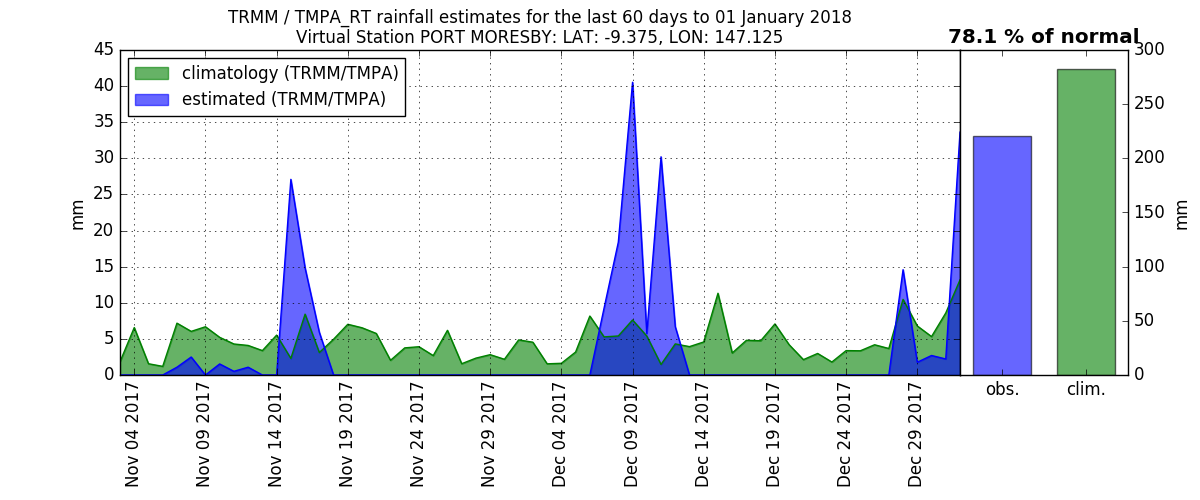 TRMM / TMPA_RT rainfall estimates for the last 60 days to 01 January 2018
Virtual Station PORT MORESBY: LAT: -9.375, LON: 147.125
78.1 % of normal
climatology (TRMM/TMPA)
estimated (TRMM/TMPA)
mm
45
40
35
30
25
20
15
10
5
0
Nov 04 2017
Nov 09 2017
Nov 14 2017
Nov 19 2017
Nov 24 2017
Nov 29 2017
Dec 04 2017
Dec 09 2017
Dec 14 2017
Dec 19 2017
Dec 24 2017
Dec 29 2017
obs.
clim.
300
250
200
150
100
50
0
mm